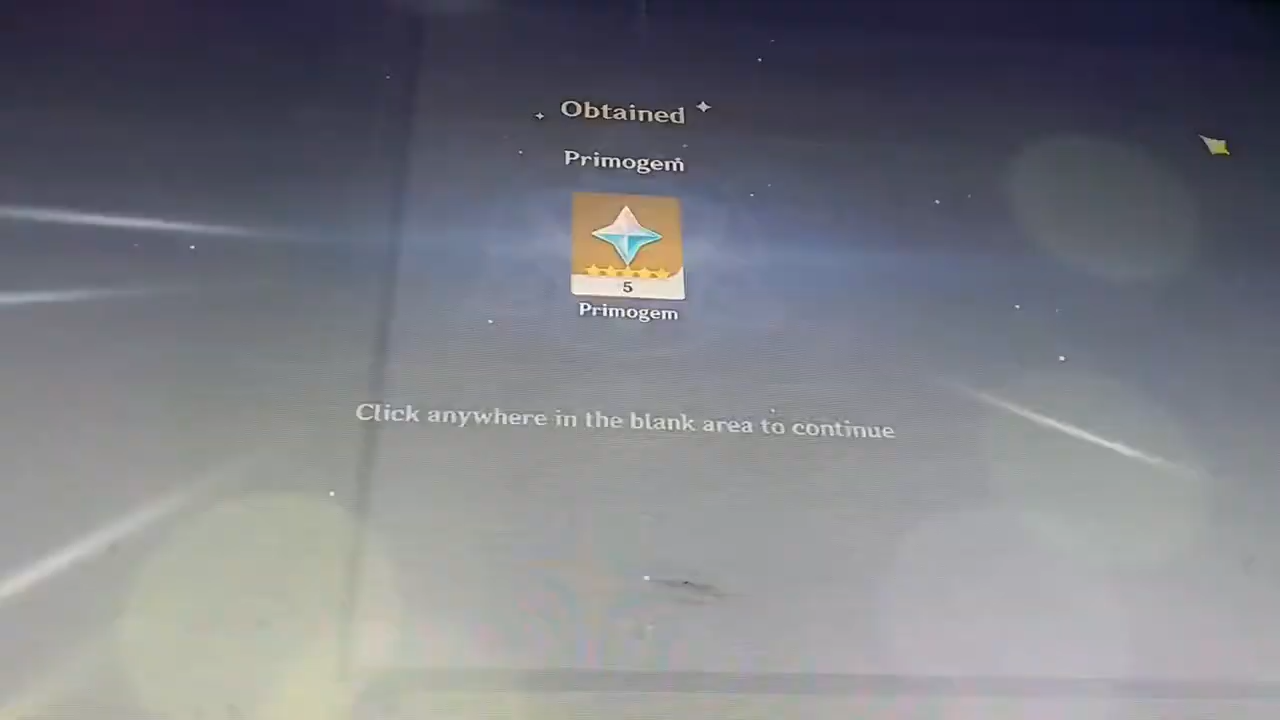 Obtained
Primogem
5
Primogem
Click anywhere in the blank area to continue